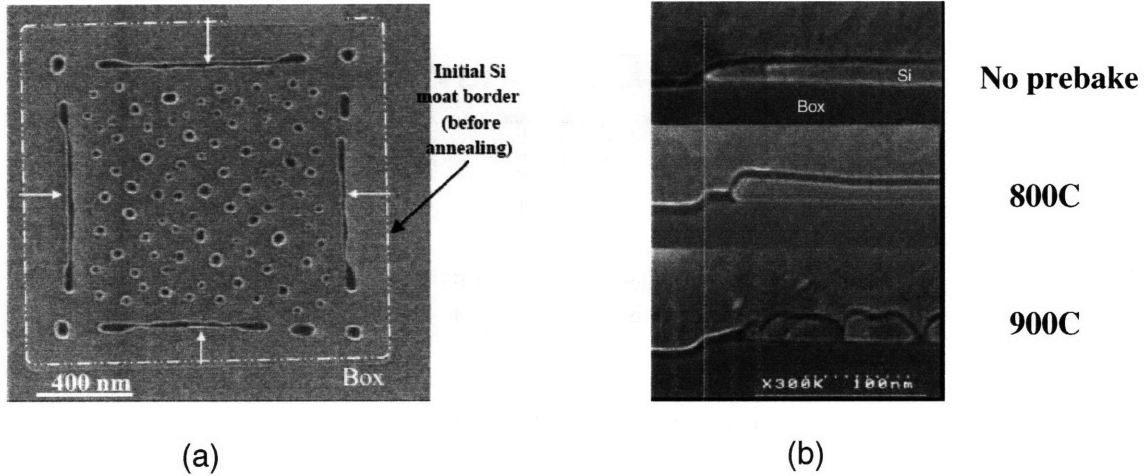 Initial Si
moat border
(before
annealing)
400 nm
Box
(a)
Si
Box
X300K 100nm
No prebake
800C
900C
(b)